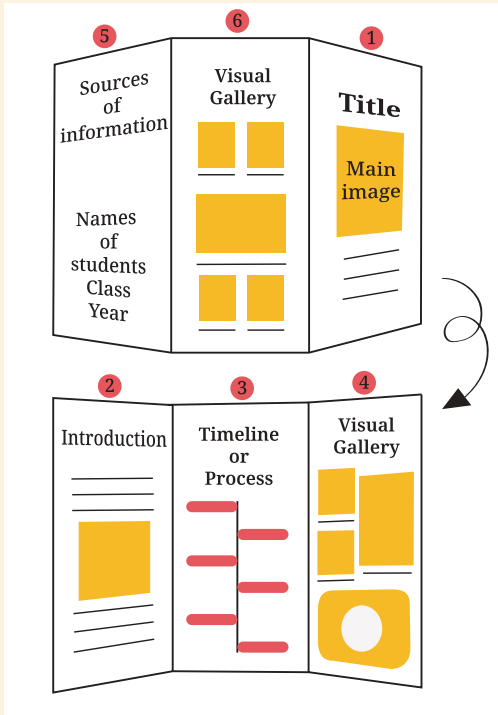 5
Sources
of
information
Names
of
students
Class
Year
6
Visual
Gallery
1
Title
Main
image
2
Introduction
3
Timeline
or
Process
4
Visual
Gallery